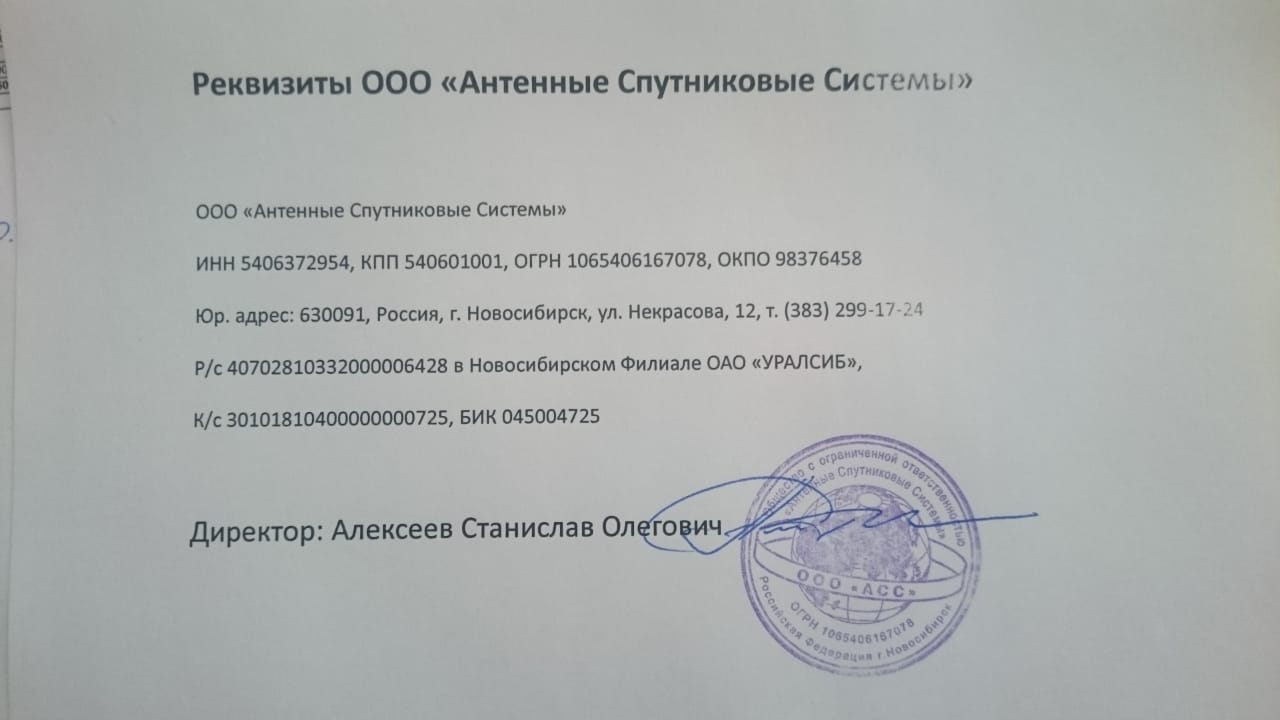 Реквизиты ООО «Антенные Спутниковые Системы»
ООО «Антенные Спутниковые Системы»
ИНН 5406372954, КПП 540601001, ОГРН 1065406167078, ОКПО 98376458
Юр. адрес: 630091, Россия, г. Новосибирск, ул. Некрасова, 12, т. (383) 299-17-24
Р/с 40702810332000006428 в Новосибирском Филиале ОАО «УРАЛСИБ»,
К/с 30101810400000000725, БИК 045004725
Директор: Алексеев Станислав Олегович
Общество с ограниченной ответственностью
«Антенные Спутниковые Системы»
ООО «АСС»
ОГРН 1065406167078
Российская Федерация г.Новосибирск